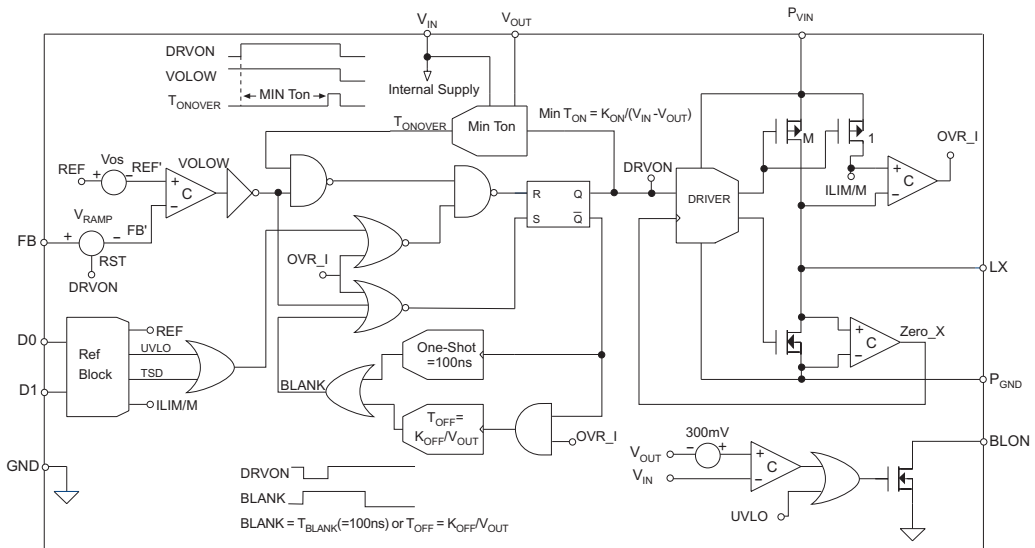 V_IN
V_OUT
P_VIN
DRVON
VOLOW
T_ONOVER
MIN Ton
Internal Supply
T_ONOVER
Min Ton
Min T_ON = K_ON/(V_IN -V_OUT)
M
1
OVR_I
C
ILIM/M
REF
Vos
REF'
VOLOW
+
−
C
DRVON
R
Q
S
Q̅
DRIVER
V_RAMP
FB
+
−
FB'
RST
DRVON
OVR_I
LX
D0
REF
UVLO
Ref
Block
TSD
D1
ILIM/M
BLANK
One-Shot
=100ns
T_OFF=
K_OFF/V_OUT
OVR_I
+
−
C
Zero_X
P_GND
GND
DRVON
BLANK
BLANK = T_BLANK(=100ns) or T_OFF = K_OFF/V_OUT
300mV
V_OUT
−
+
V_IN
+
−
C
UVLO
BLON